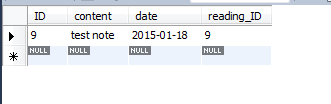 ID content date reading_ID
9 test note 2015-01-18 9
NULL NULL NULL NULL